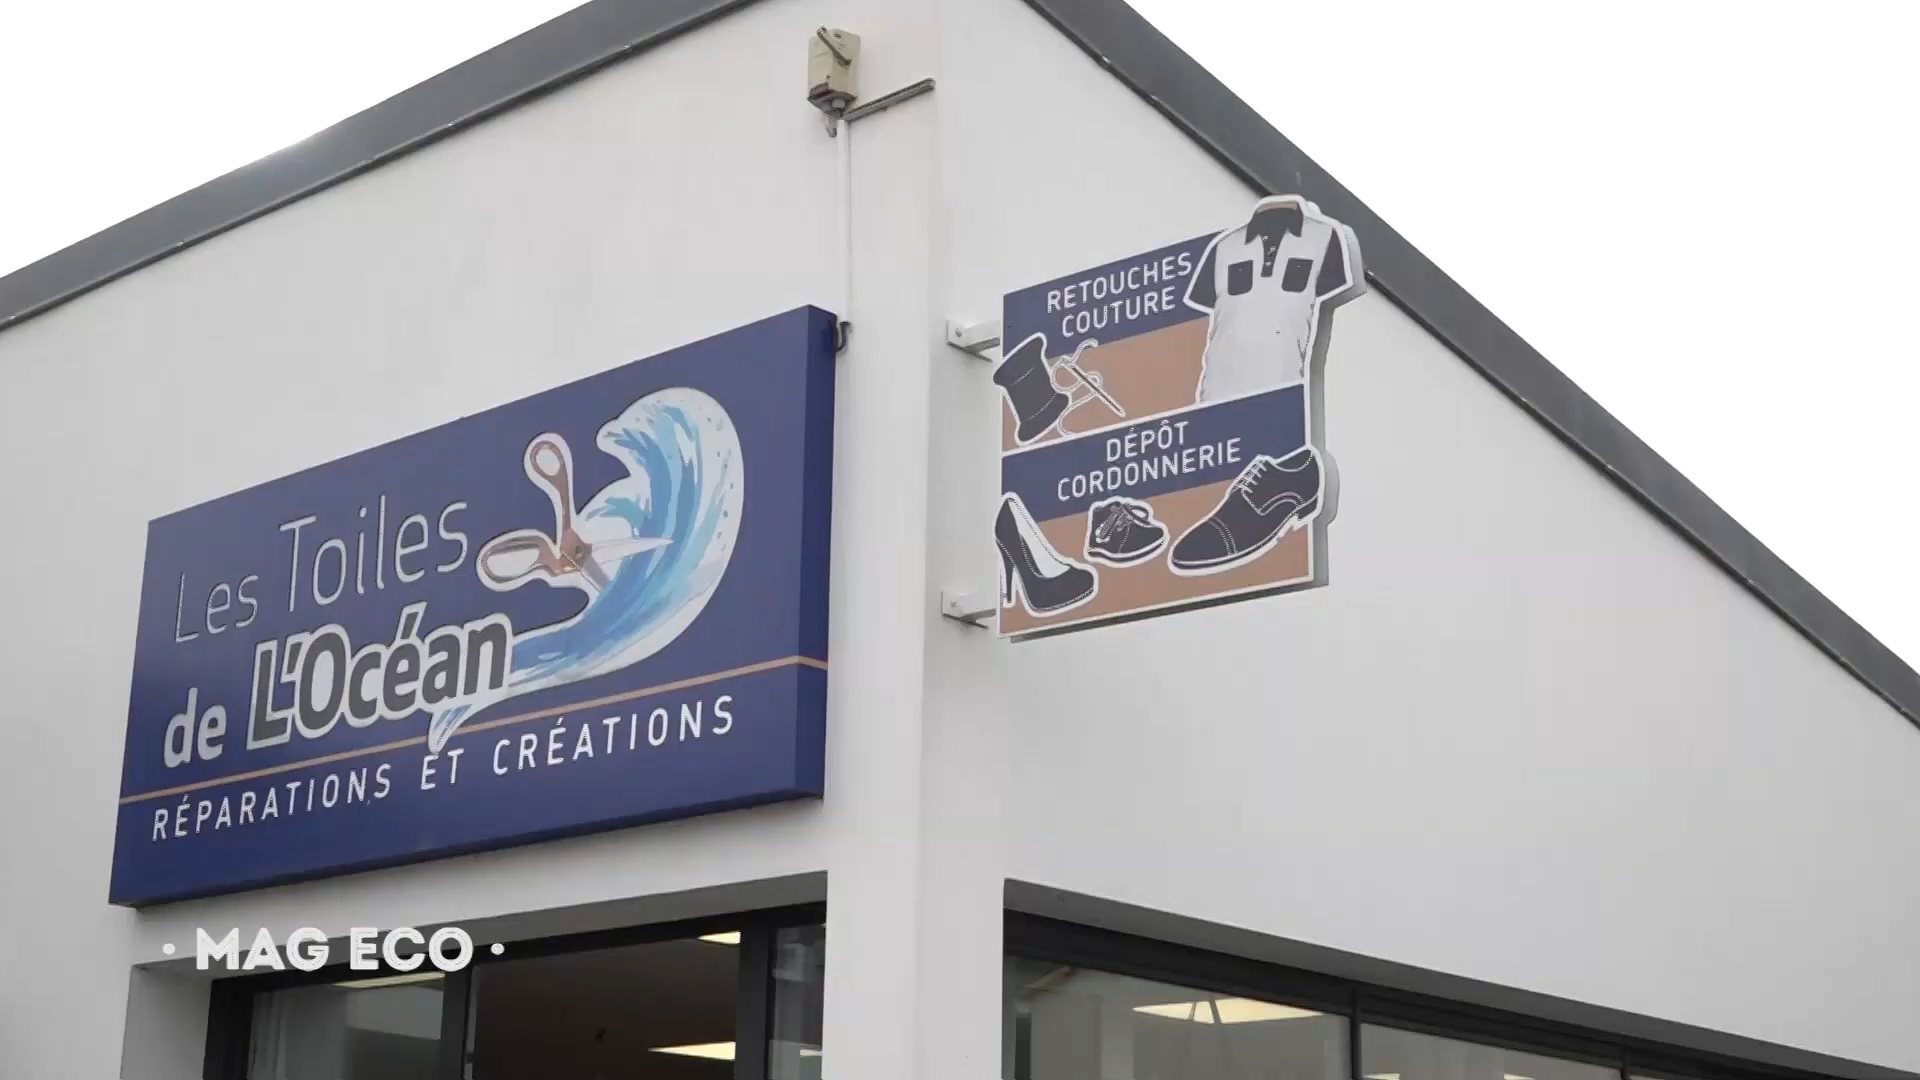 Les Toiles
de L'Océan
RÉPARATIONS ET CRÉATIONS
RETOUCHES
COUTURE
DÉPÔT
CORDONNERIE
• MAG ECO •